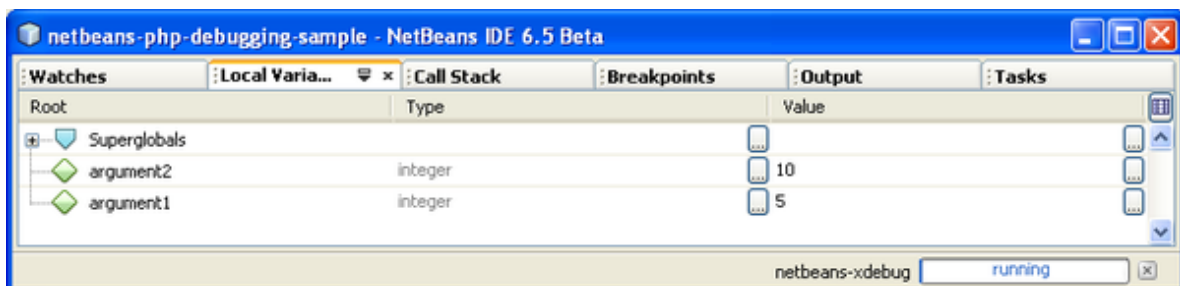 netbeans-php-debugging-sample - NetBeans IDE 6.5 Beta
Watches Local Varia... Call Stack Breakpoints Output Tasks
Root Type Value
Superglobals ... ...
argument2 integer ... 10 ...
argument1 integer ... 5 ...
netbeans-xdebug running